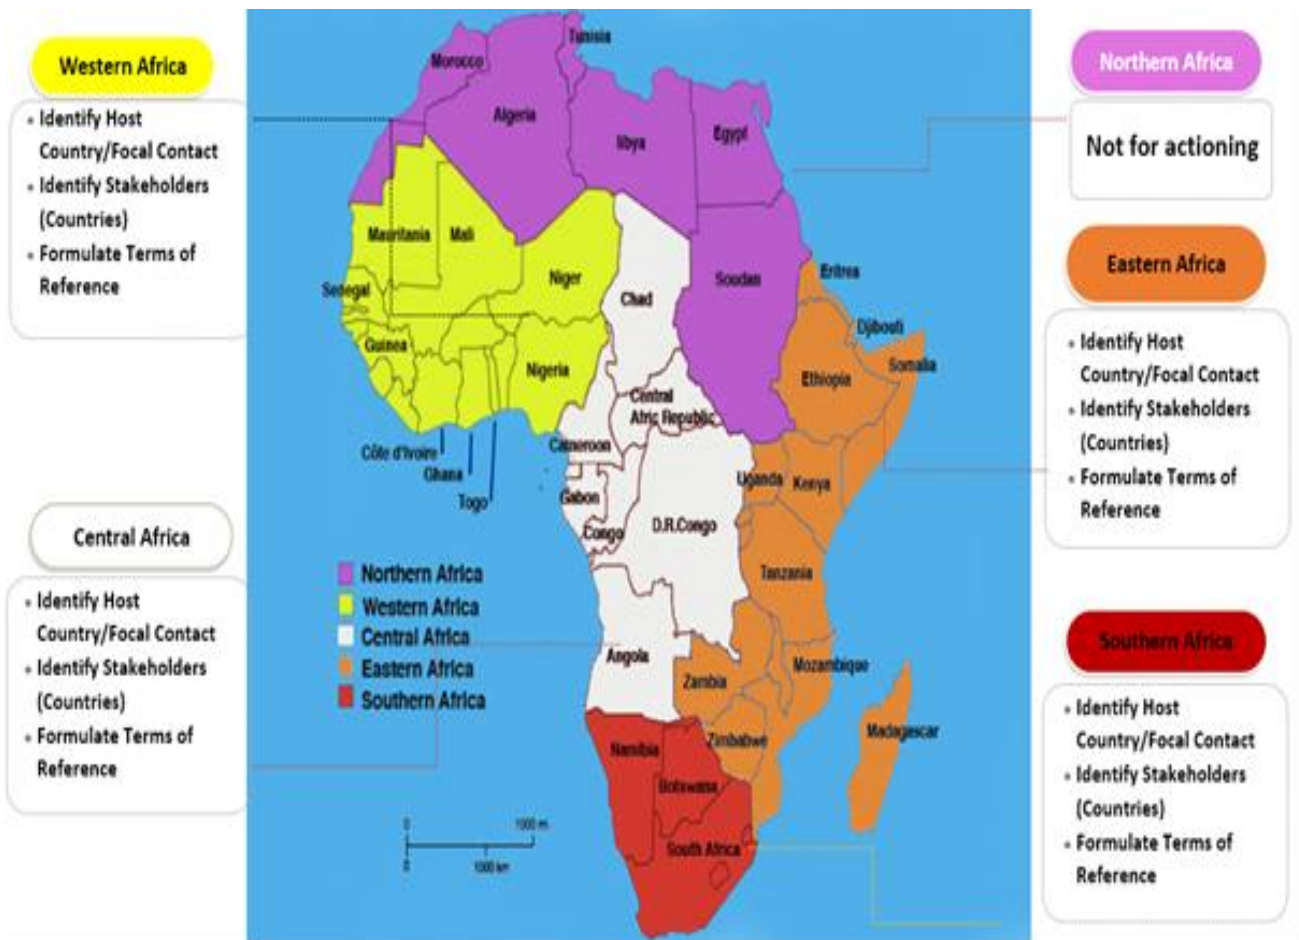 Western Africa
• Identify Host
Country/Focal Contact
• Identify Stakeholders
(Countries)
• Formulate Terms of
Reference
Central Africa
• Identify Host
Country/Focal Contact
• Identify Stakeholders
(Countries)
• Formulate Terms of
Reference
Tunisia
Morocco
Algeria
libya
Egypl
Mauritania
Mali
Niger
Chad
Soudan
Eritrea
Senegal
Djibouti
Guinea
Nigeria
Somalia
Ethiopia
Central
Afric Republic
Côte d'Ivoire
Cameroon
Ghana
Togo
Gabon
Uganda
Kenya
Congo
D.R.Congo
Tanzania
Northern Africa
Western Africa
Central Africa
Eastern Africa
Southern Africa
Angola
Zambia
Mozambique
Zimbabwe
Madagascar
Namibia
Botswana
South Africa
0
1000 m
0
1000 km
Northern Africa
Not for actioning
Eastern Africa
• Identify Host
Country/Focal Contact
• Identify Stakeholders
(Countries)
• Formulate Terms of
Reference
Southern Africa
• Identify Host
Country/Focal Contact
• Identify Stakeholders
(Countries)
• Formulate Terms of
Reference